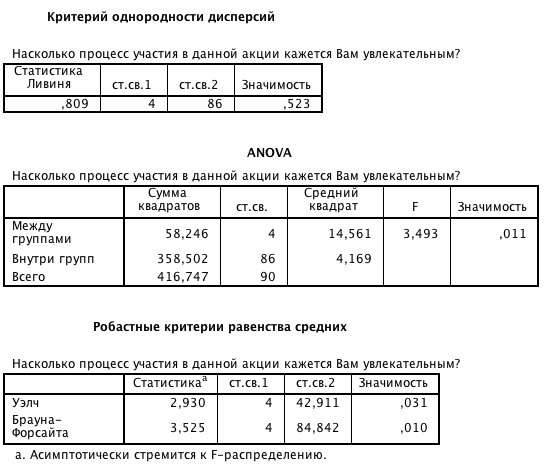 Критерий однородности дисперсий
Насколько процесс участия в данной акции кажется Вам увлекательным?
Статистика Ливиня ст.св.1 ст.св.2 Значимость
,809 4 86 ,523
ANOVA
Насколько процесс участия в данной акции кажется Вам увлекательным?
Сумма квадратов ст.св. Средний квадрат F Значимость
Между группами 58,246 4 14,561 3,493 ,011
Внутри групп 358,502 86 4,169
Всего 416,747 90
Робастные критерии равенства средних
Насколько процесс участия в данной акции кажется Вам увлекательным?
Статистикаa ст.св.1 ст.св.2 Значимость
Уэлч 2,930 4 42,911 ,031
Брауна-Форсайта 3,525 4 84,842 ,010
a. Асимптотически стремится к F-распределению.